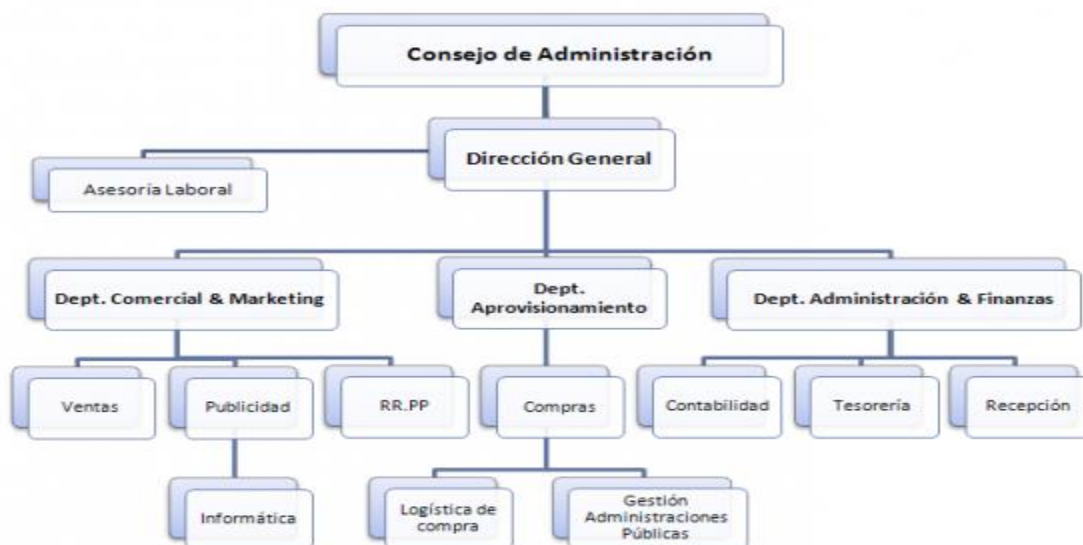 Consejo de Administración
Dirección General
Asesoría Laboral
Dept. Comercial & Marketing
Dept.
Aprovisionamiento
Dept. Administración & Finanzas
Ventas
Publicidad
RR.PP
Compras
Contabilidad
Tesorería
Recepción
Informática
Logística de
compra
Gestión
Administraciones
Públicas